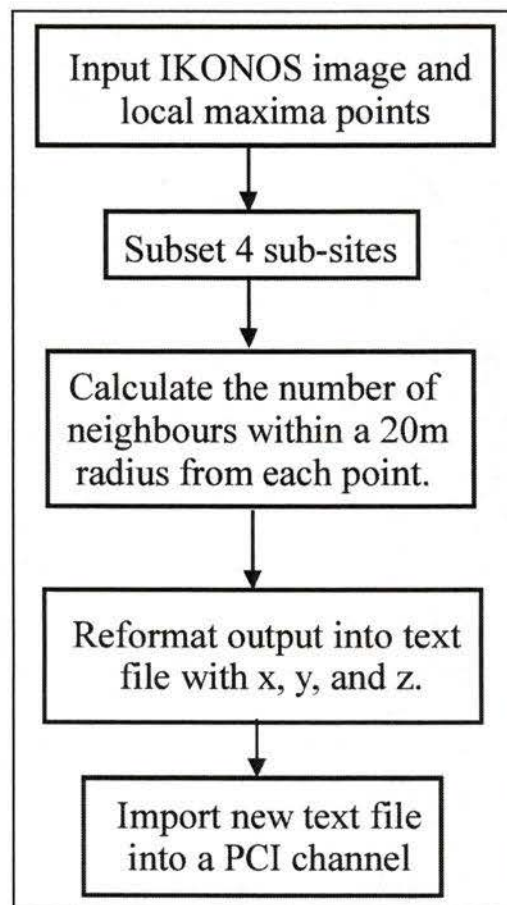 Input IKONOS image and
local maxima points
Subset 4 sub-sites
Calculate the number of
neighbours within a 20m
radius from each point.
Reformat output into text
file with x, y, and z.
Import new text file
into a PCI channel